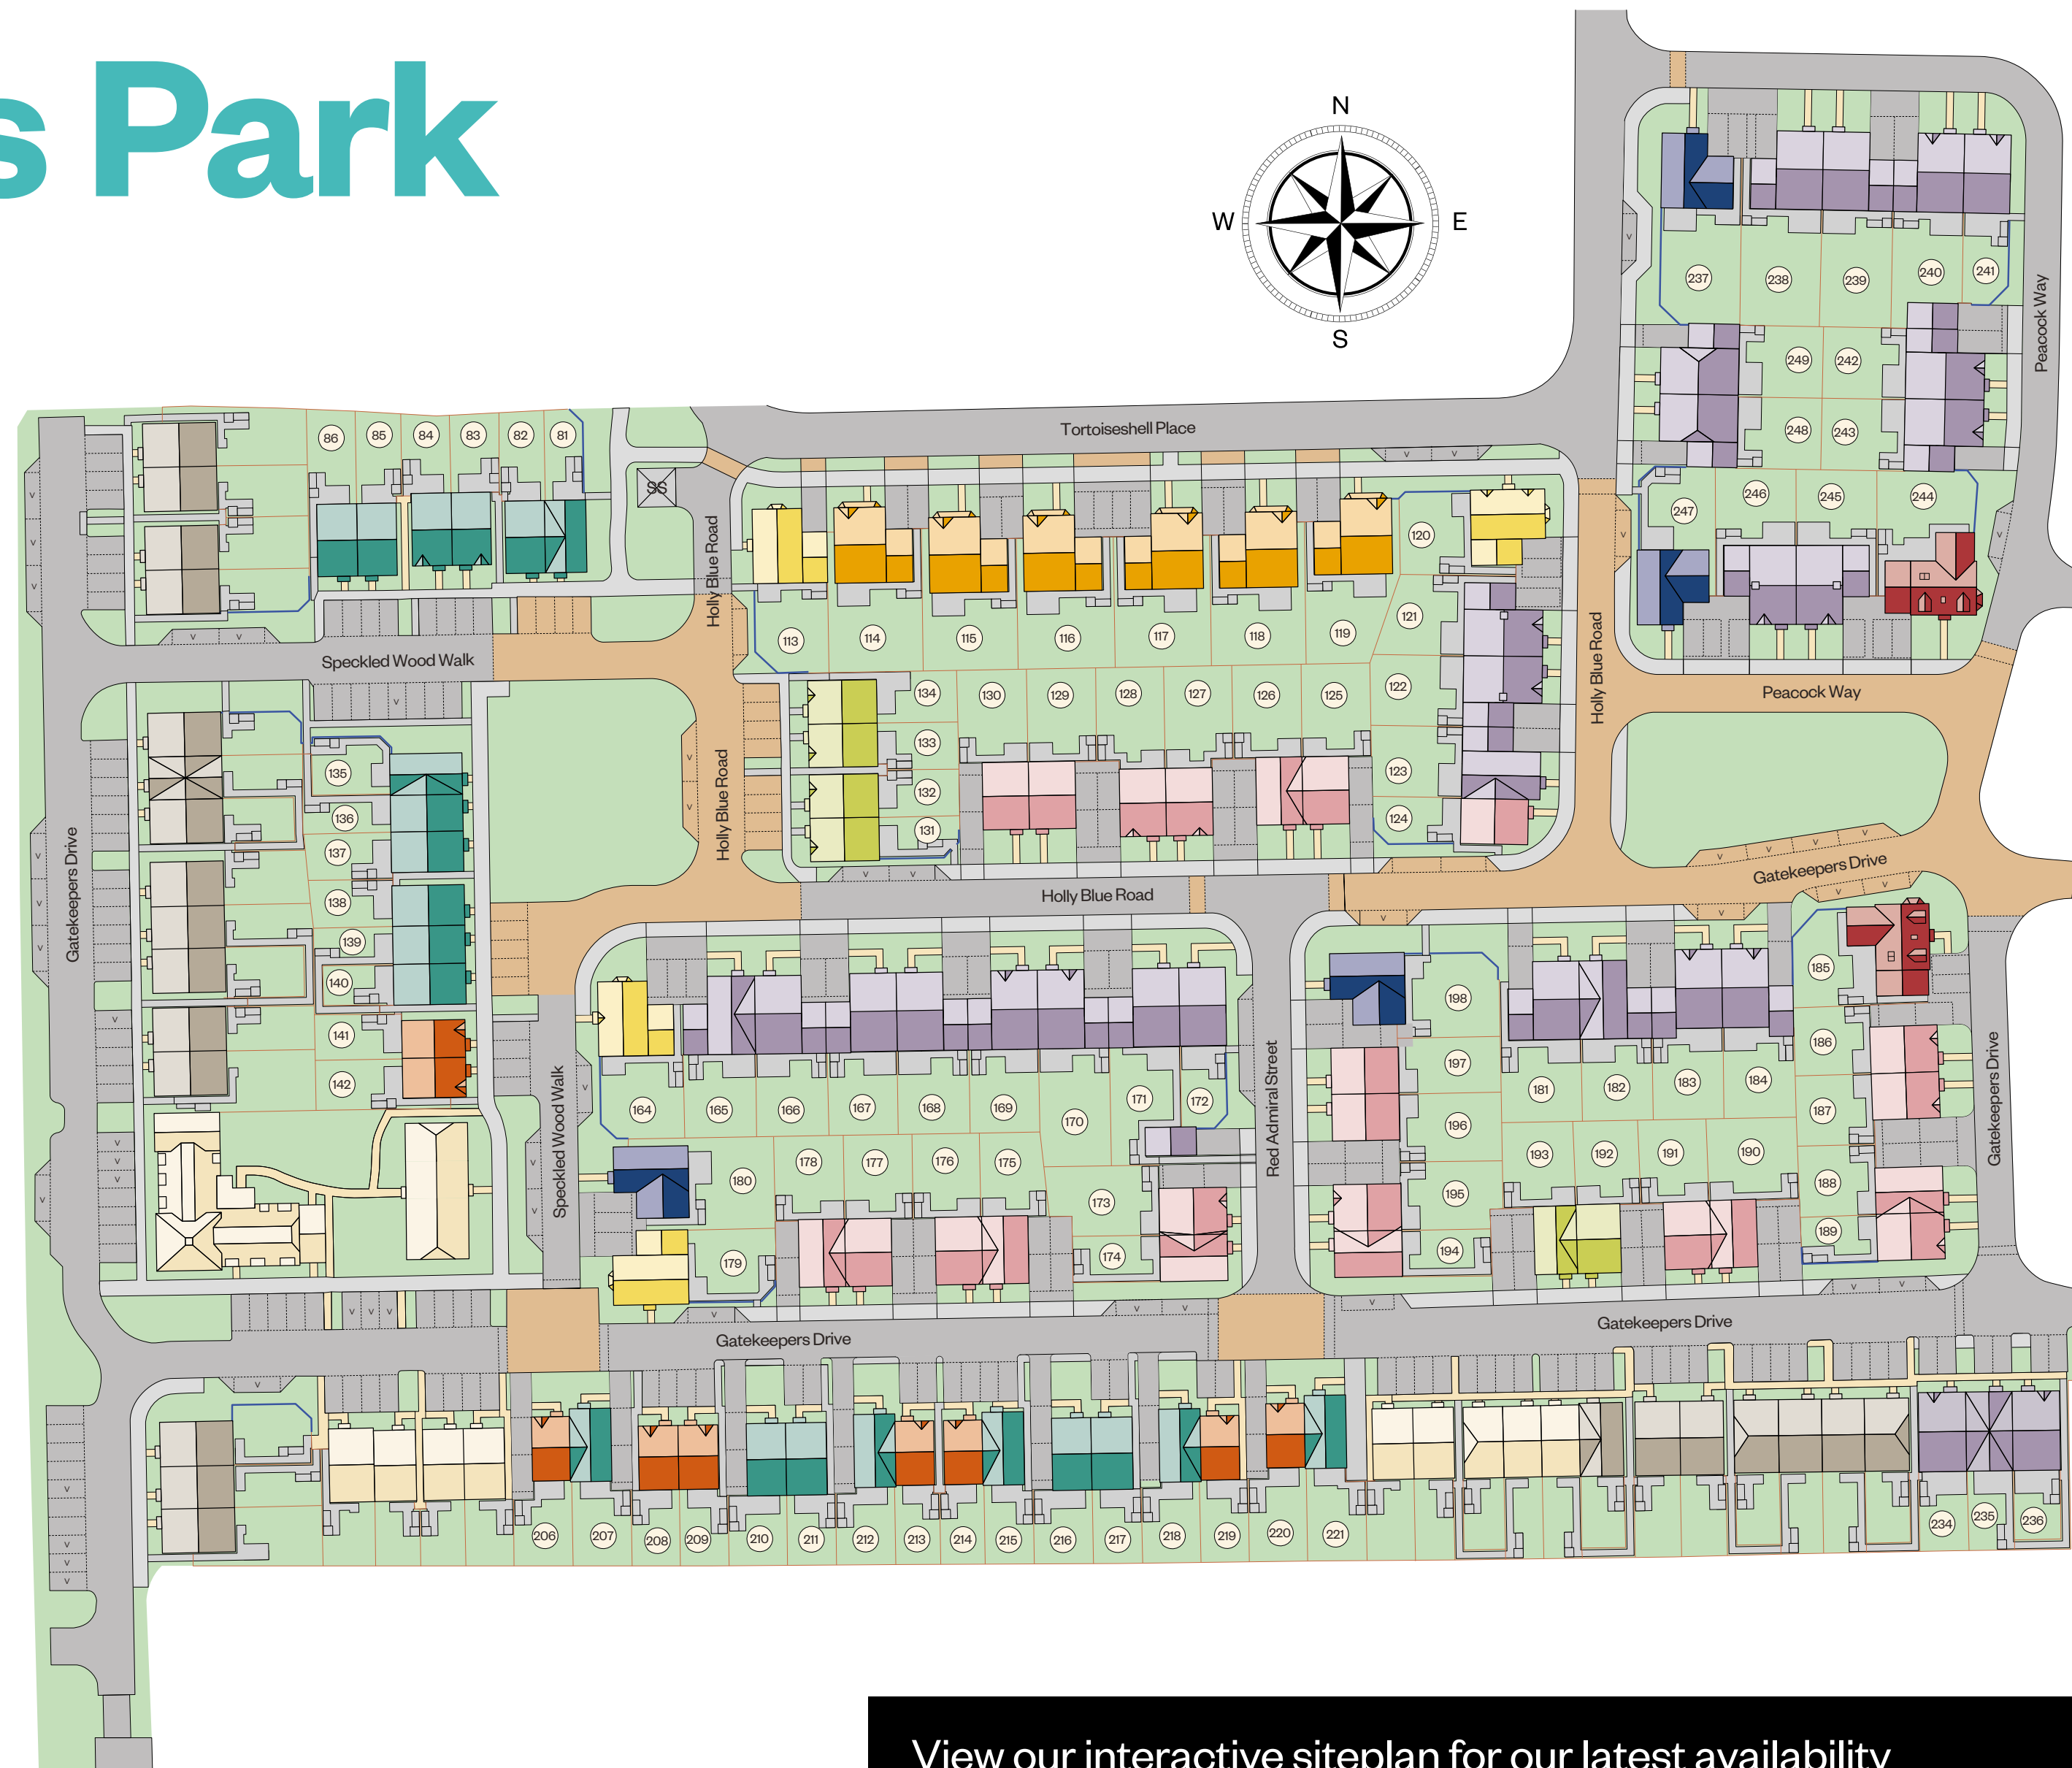 s Park
N
W E
S
Tortoiseshell Place
Peacock Way
237 238 239 240 241
249 242
248 243
247 246 245 244
Peacock Way
86 85 84 83 82 81
SS
Holly Blue Road
Speckled Wood Walk
113 114 115 116 117 118 119 120
121
122
123
124
134 130 129 128 127 126 125
133
132
131
Holly Blue Road
Holly Blue Road
Holly Blue Road
Gatekeepers Drive
Gatekeepers Drive
135
136
137
138
139
140
141
142
Speckled Wood Walk
164 165 166 167 168 169 170 171 172
180 178 177 176 175 173
179 174
Red Admiral Street
198
197
196
195
194
181 182 183 184
193 192 191 190
185
186
187
188
189
Gatekeepers Drive
Gatekeepers Drive
Gatekeepers Drive
206 207 208 209 210 211 212 213 214 215 216 217 218 219 220 221
234 235 236
View our interactive siteplan for our latest availability